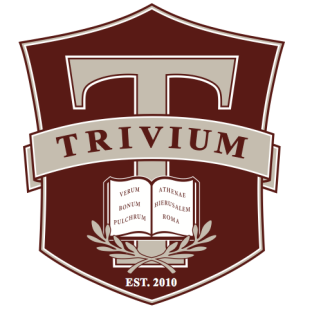 T
TRIVIUM
VERUM
BONUM
PULCHRUM
ATHENAE
HIERUSALEM
ROMA
EST. 2010